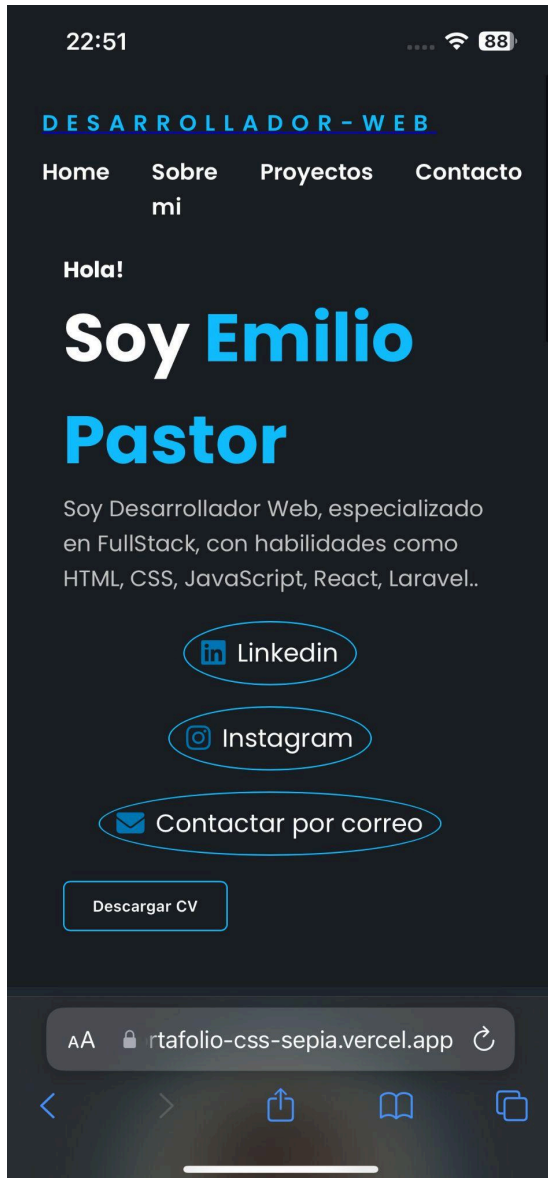 22:51
88
DESARROLLADOR-WEB
Home Sobre mi Proyectos Contacto
Hola!
Soy Emilio
Pastor
Soy Desarrollador Web, especializado
en FullStack, con habilidades como
HTML, CSS, JavaScript, React, Laravel..
in Linkedin
Instagram
Contactar por correo
Descargar CV
AA rtafolio-css-sepia.vercel.app